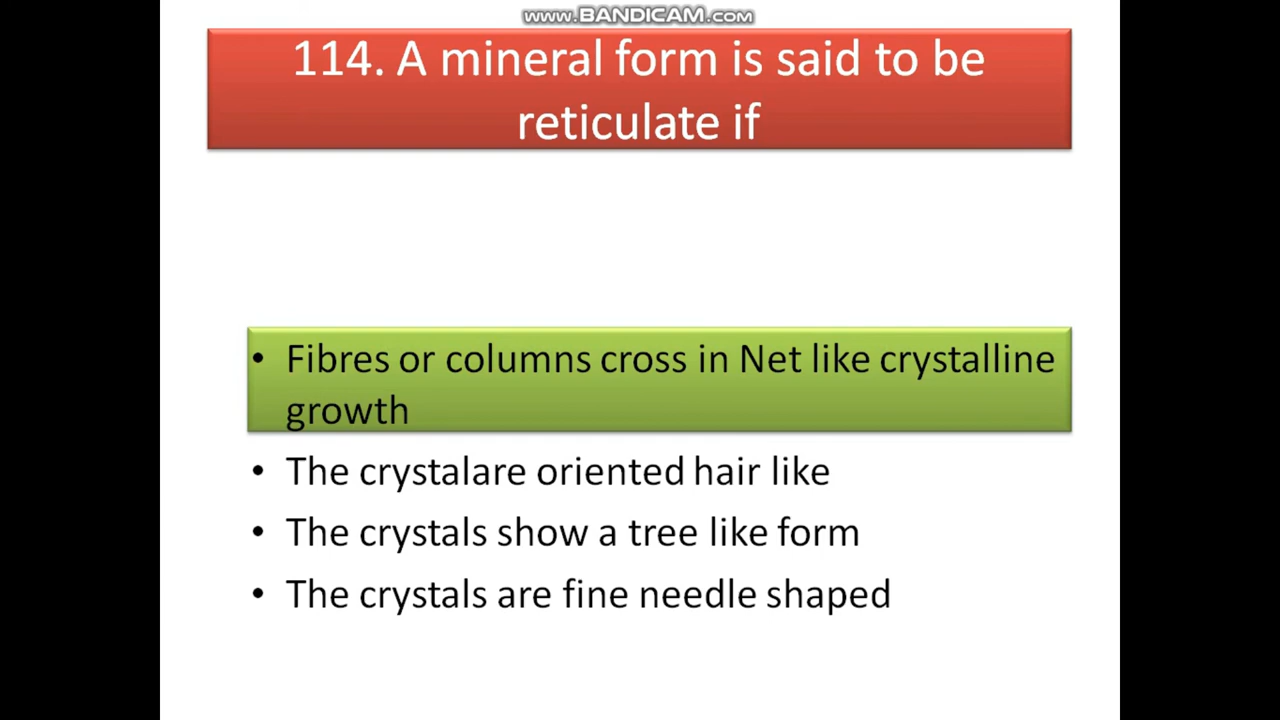 www.BANDICAM.com
114. A mineral form is said to be
reticulate if
• Fibres or columns cross in Net like crystalline
growth
• The crystalare oriented hair like
• The crystals show a tree like form
• The crystals are fine needle shaped